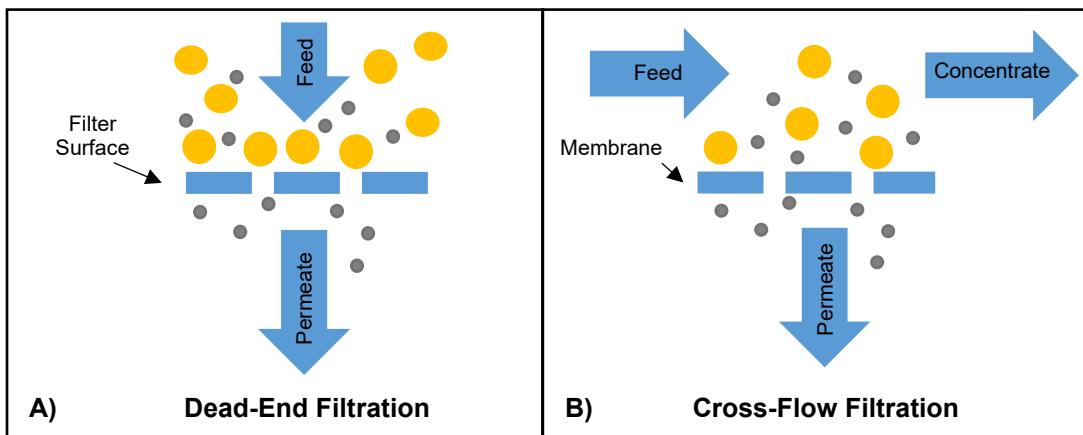 Feed
Filter
Surface
Permeate
A)
Dead-End Filtration
Feed
Concentrate
Membrane
Permeate
B)
Cross-Flow Filtration